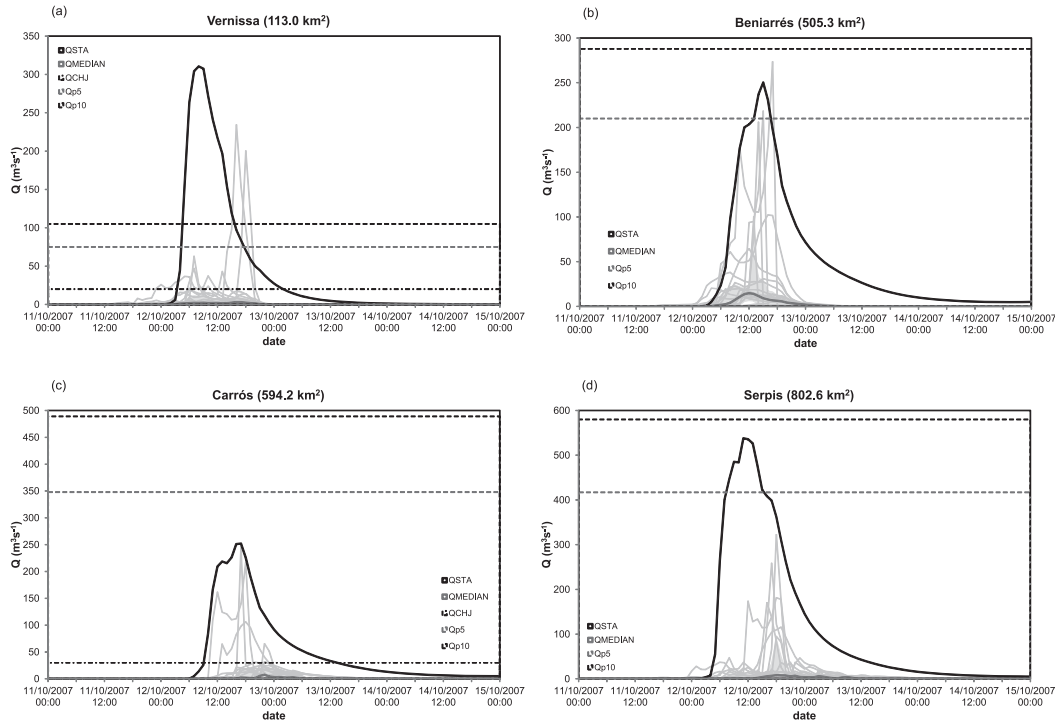 (a)
Vernissa (113.0 km²)
350
300
250
200
150
100
50
0
Q (m³s⁻¹)
QSTA
QMEDIAN
QCHJ
Qp5
Qp10
11/10/2007 11/10/2007 12/10/2007 12/10/2007 13/10/2007 13/10/2007 14/10/2007 14/10/2007 15/10/2007
00:00 12:00 00:00 12:00 00:00 12:00 00:00 12:00 00:00
date
(b)
Beniarrés (505.3 km²)
300
250
200
150
100
50
0
Q (m³s⁻¹)
QSTA
QMEDIAN
Qp5
Qp10
11/10/2007 11/10/2007 12/10/2007 12/10/2007 13/10/2007 13/10/2007 14/10/2007 14/10/2007 15/10/2007
00:00 12:00 00:00 12:00 00:00 12:00 00:00 12:00 00:00
date
(c)
Carrós (594.2 km²)
500
450
400
350
300
250
200
150
100
50
0
Q (m³s⁻¹)
QSTA
QMEDIAN
QCHJ
Qp5
Qp10
11/10/2007 11/10/2007 12/10/2007 12/10/2007 13/10/2007 13/10/2007 14/10/2007 14/10/2007 15/10/2007
00:00 12:00 00:00 12:00 00:00 12:00 00:00 12:00 00:00
date
(d)
Serpis (802.6 km²)
600
500
400
300
200
100
0
Q (m³s⁻¹)
QSTA
QMEDIAN
Qp5
Qp10
11/10/2007 11/10/2007 12/10/2007 12/10/2007 13/10/2007 13/10/2007 14/10/2007 14/10/2007 15/10/2007
00:00 12:00 00:00 12:00 00:00 12:00 00:00 12:00 00:00
date